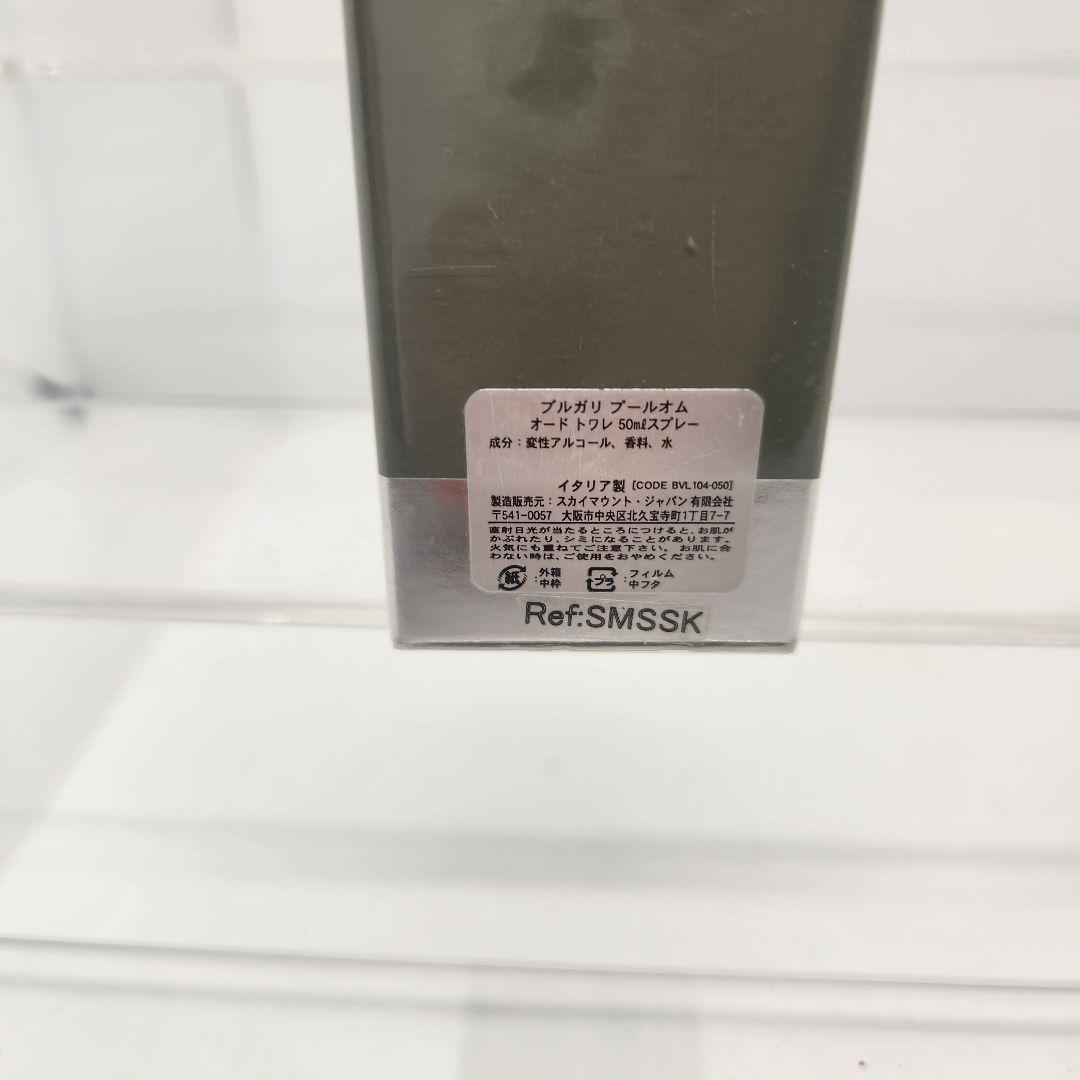 ブルガリ プールオム
オード トワレ 50mlスプレー
成分：変性アルコール、香料、水
イタリア製 [CODE BVL104-050]
製造販売元：スカイマウント・ジャパン有限会社
〒541-0057 大阪市中央区北久宝寺町1丁目7-7
直射日光が当たるところにつけると、お肌が
かぶれたり、シミになることがあります。
火気にも重ねてご注意下さい。お肌に合
わない時は、ご使用をおやめください。
紙：外箱 プラ：フィルム
中枠 中フタ
Ref:SMSSK